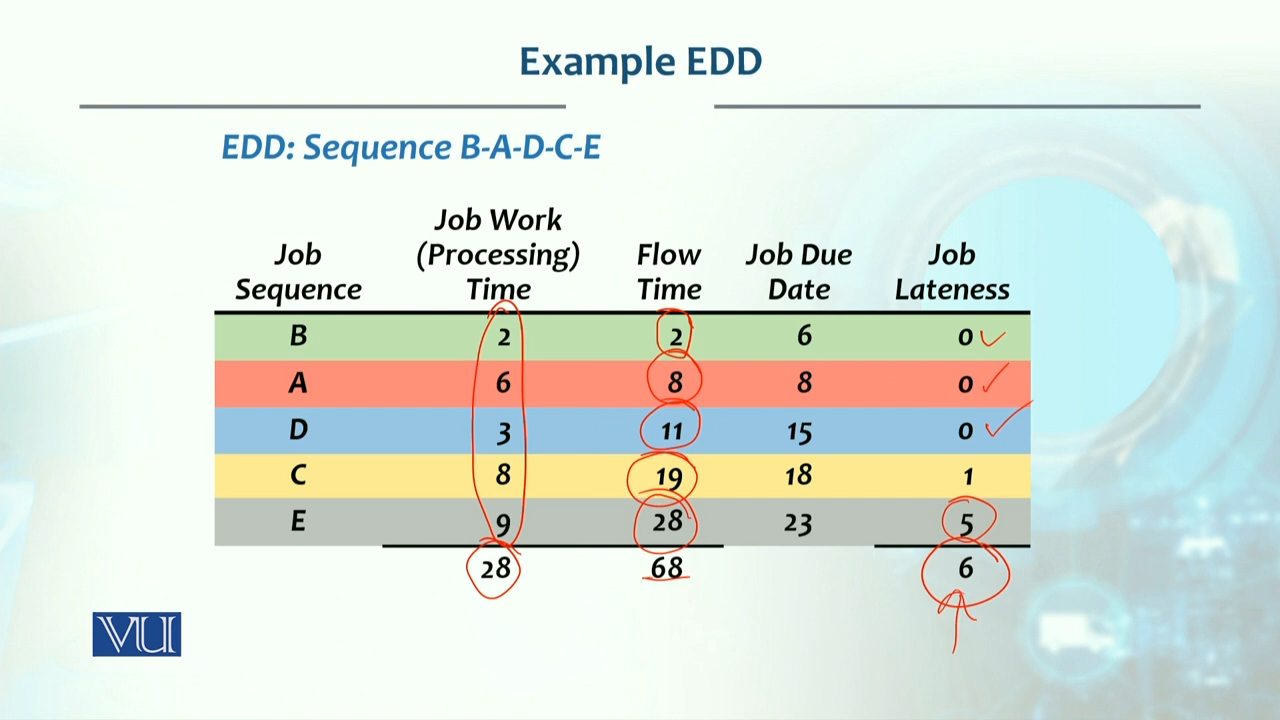 Example EDD
EDD: Sequence B-A-D-C-E
Job Sequence Job Work (Processing) Time Flow Time Job Due Date Job Lateness
B 2 2 6 0
A 6 8 8 0
D 3 11 15 0
C 8 19 18 1
E 9 28 23 5
28 68 6
VU